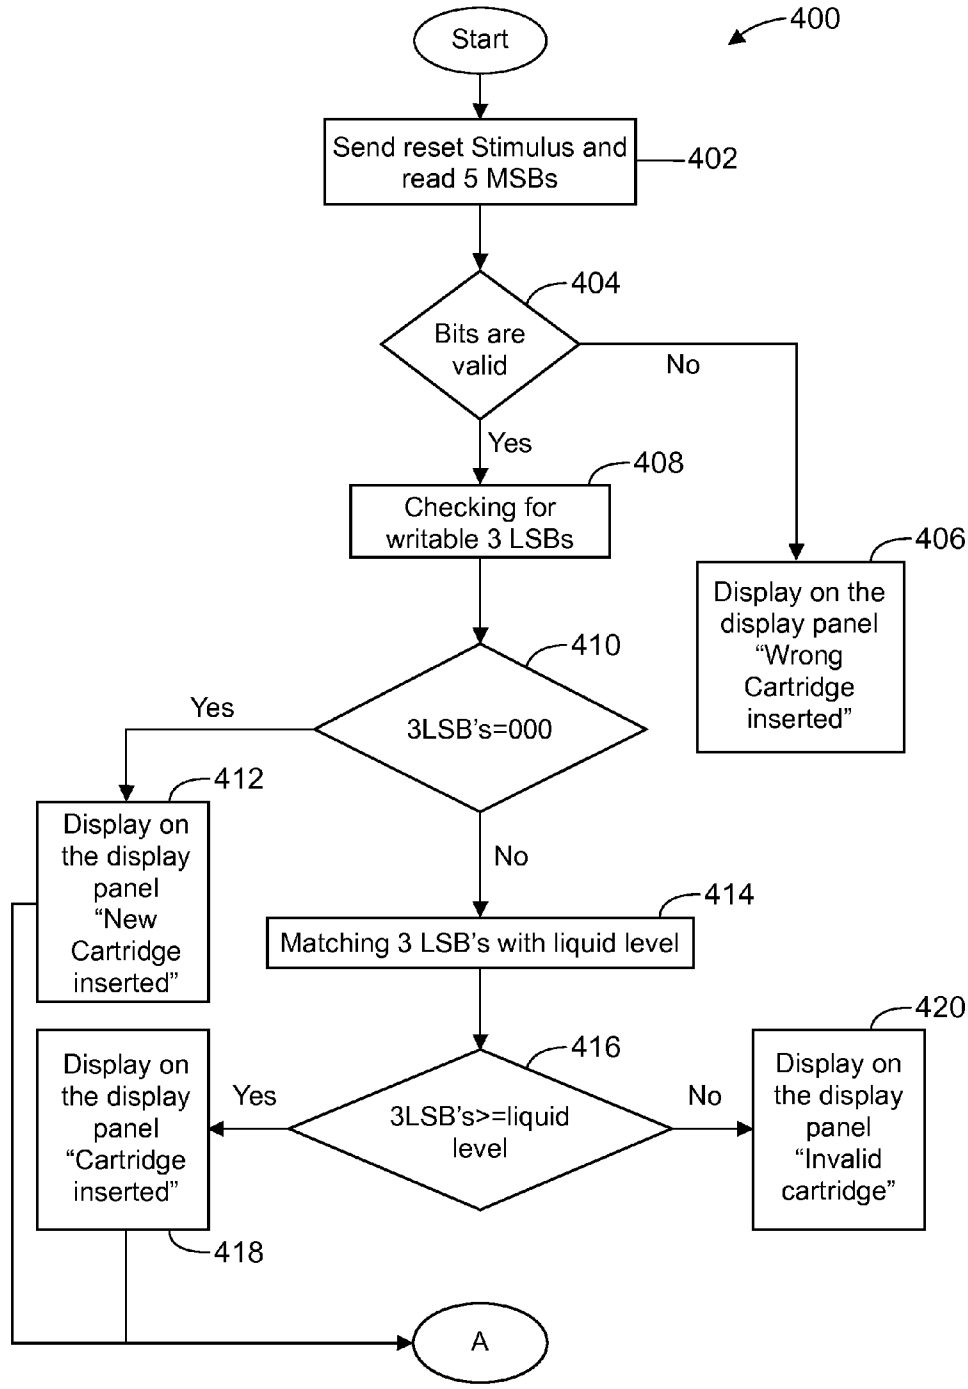 400
Start
Send reset Stimulus and
read 5 MSBs
402
404
Bits are
valid
No
Yes
408
Checking for
writable 3 LSBs
406
Display on the
display panel
“Wrong
Cartridge
inserted”
410
3LSB’s=000
Yes
412
Display on
the display
panel
“New
Cartridge
inserted”
No
414
Matching 3 LSB’s with liquid level
416
3LSB’s>=liquid
level
Yes
Display on
the display
panel
“Cartridge
inserted”
418
No
420
Display on
the display
panel
“Invalid
cartridge”
A